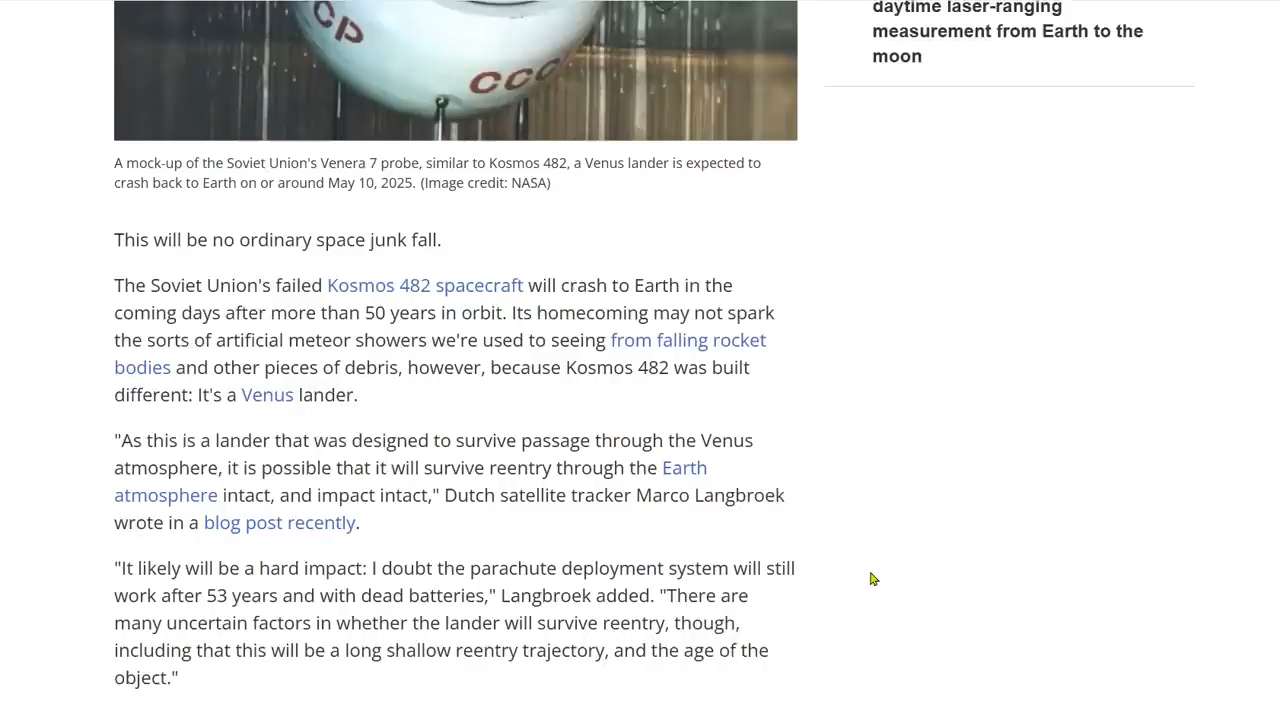 daytime laser-ranging
measurement from Earth to the
moon
СССР
A mock-up of the Soviet Union's Venera 7 probe, similar to Kosmos 482, a Venus lander is expected to
crash back to Earth on or around May 10, 2025. (Image credit: NASA)
This will be no ordinary space junk fall.
The Soviet Union's failed Kosmos 482 spacecraft will crash to Earth in the
coming days after more than 50 years in orbit. Its homecoming may not spark
the sorts of artificial meteor showers we're used to seeing from falling rocket
bodies and other pieces of debris, however, because Kosmos 482 was built
different: It's a Venus lander.
"As this is a lander that was designed to survive passage through the Venus
atmosphere, it is possible that it will survive reentry through the Earth
atmosphere intact, and impact intact," Dutch satellite tracker Marco Langbroek
wrote in a blog post recently.
"It likely will be a hard impact: I doubt the parachute deployment system will still
work after 53 years and with dead batteries," Langbroek added. "There are
many uncertain factors in whether the lander will survive reentry, though,
including that this will be a long shallow reentry trajectory, and the age of the
object."